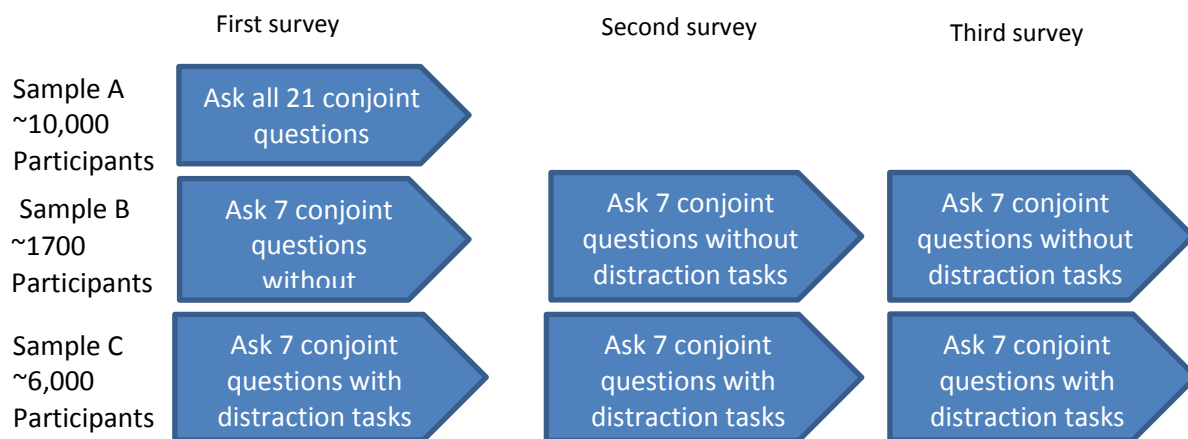 First survey
Second survey
Third survey
Sample A
~10,000
Participants
Ask all 21 conjoint
questions
Sample B
~1700
Participants
Ask 7 conjoint
questions
without
Ask 7 conjoint
questions without
distraction tasks
Ask 7 conjoint
questions without
distraction tasks
Sample C
~6,000
Participants
Ask 7 conjoint
questions with
distraction tasks
Ask 7 conjoint
questions with
distraction tasks
Ask 7 conjoint
questions with
distraction tasks